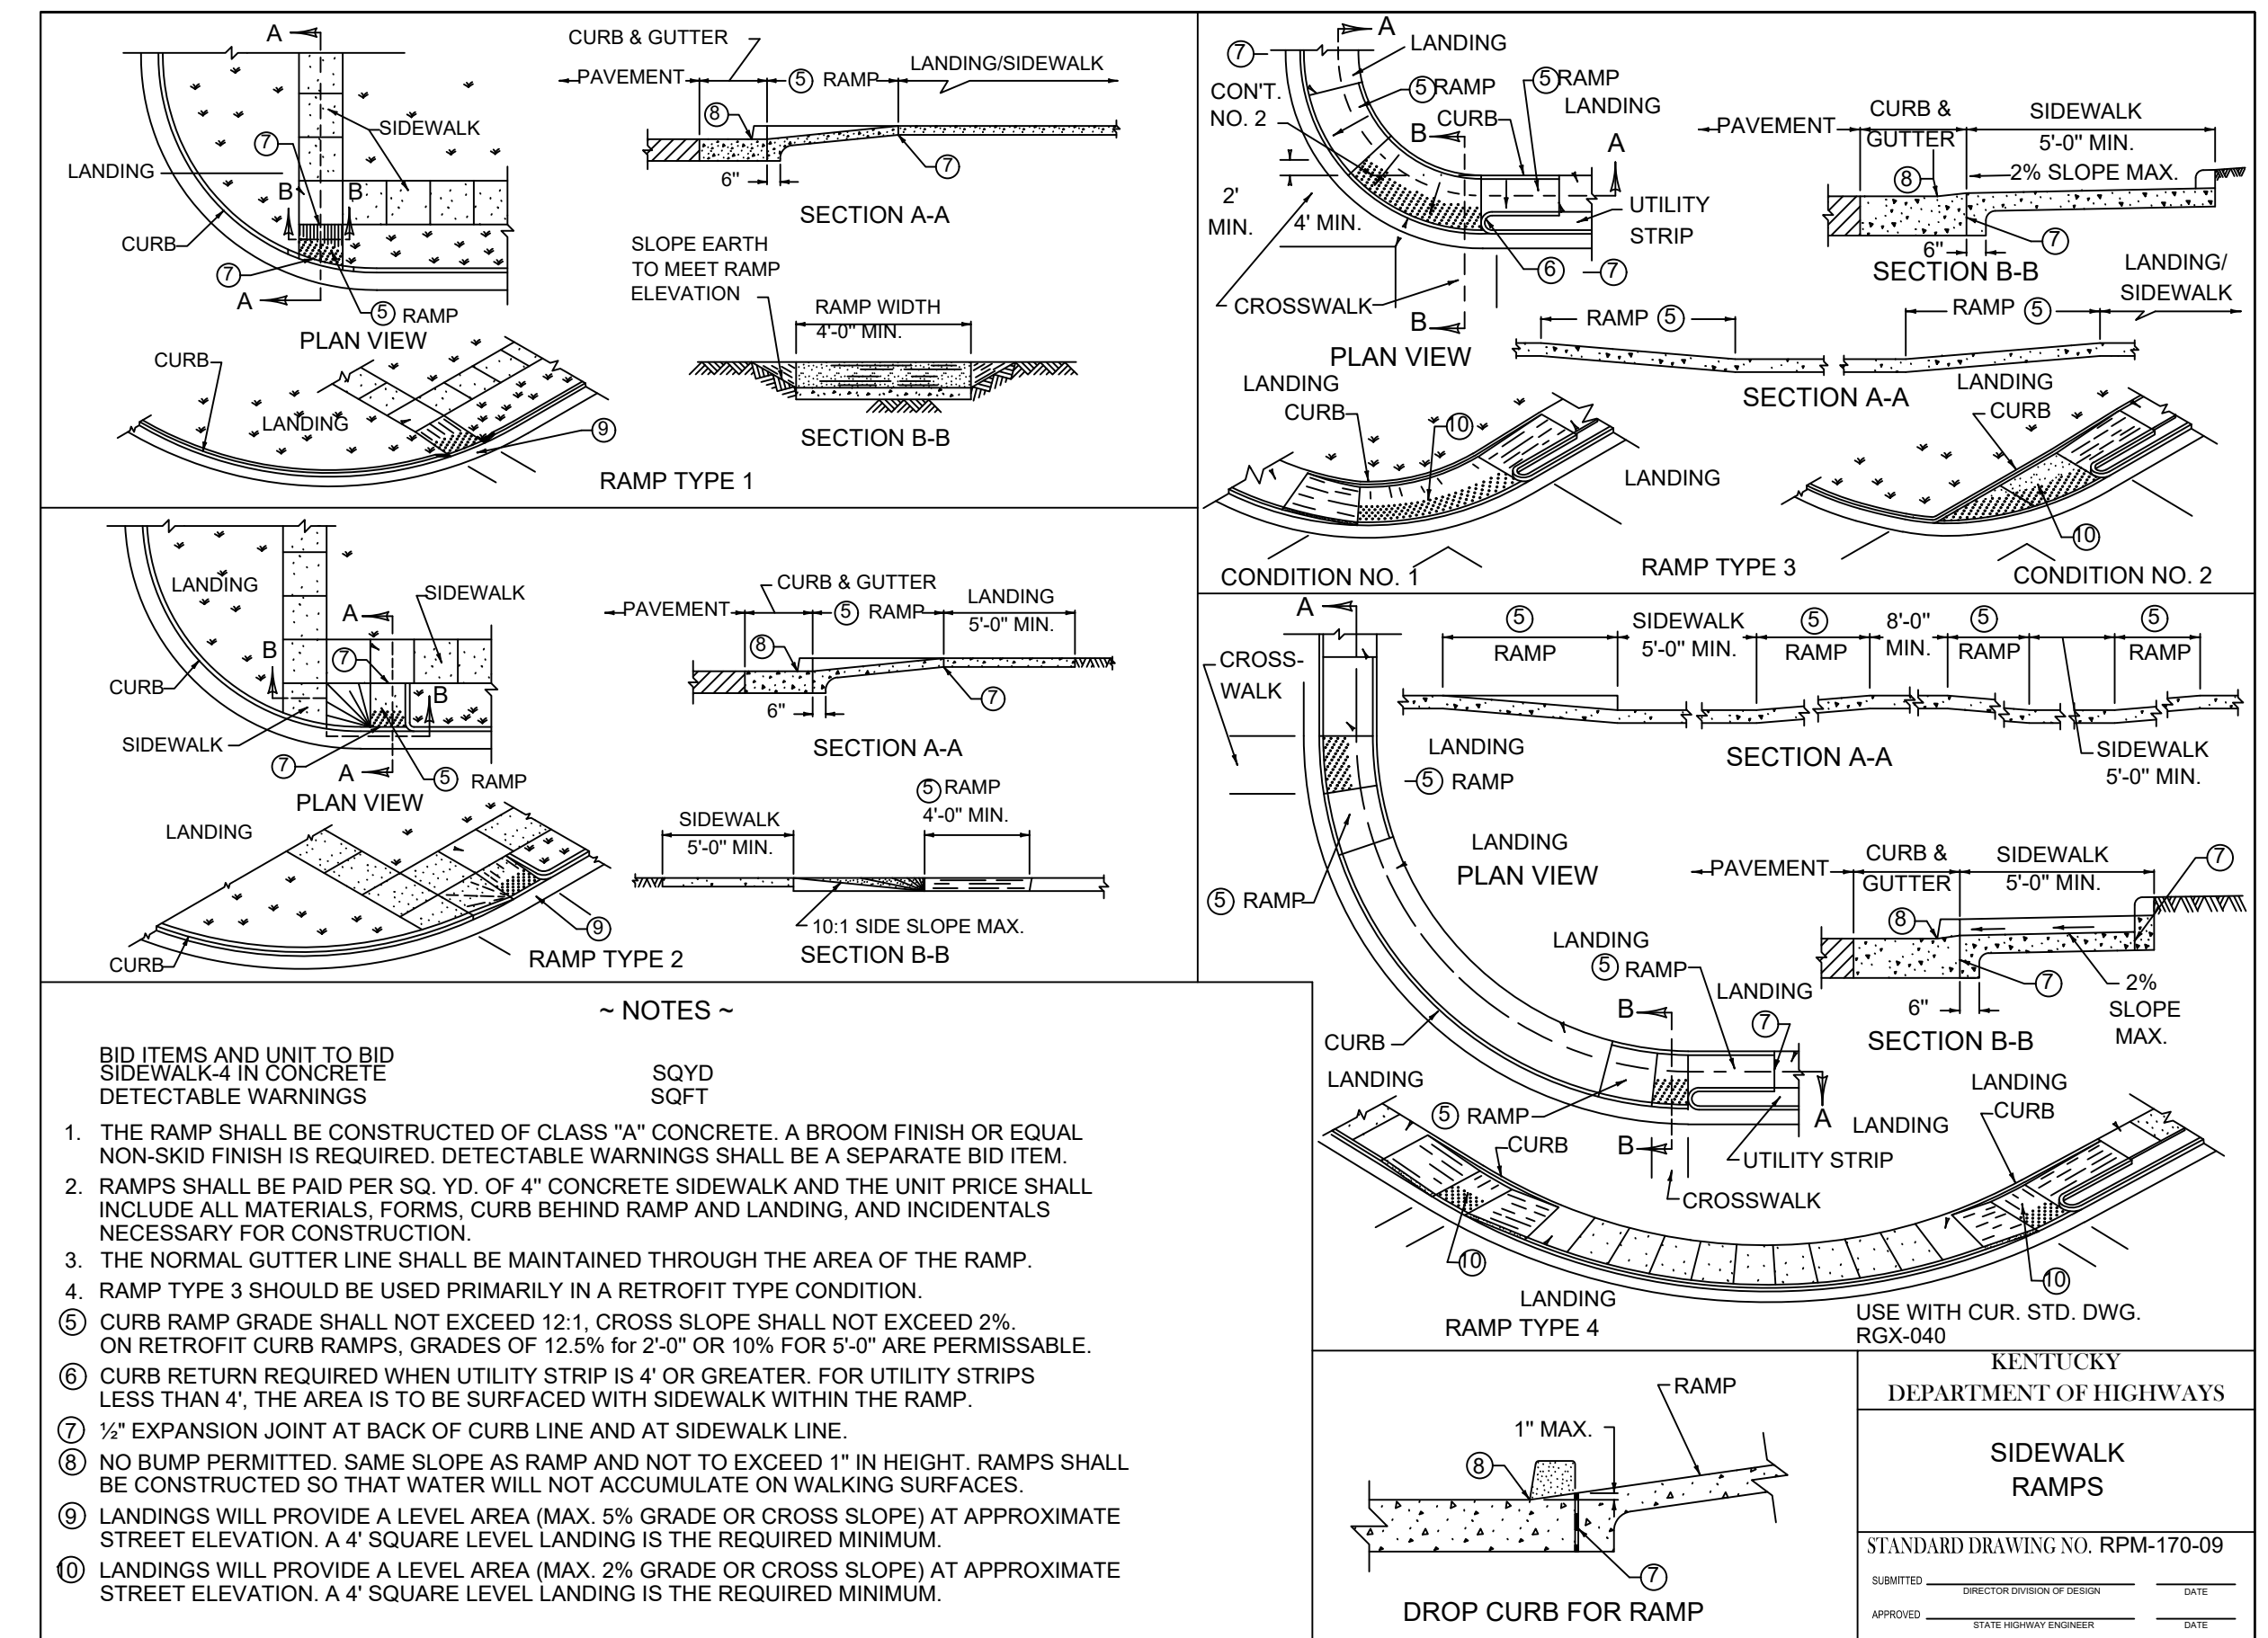 A
CURB & GUTTER
PAVEMENT
5 RAMP
LANDING/SIDEWALK
8
SIDEWALK
7
LANDING
B B
7
6"
SECTION A-A
CURB
7
A
5 RAMP
PLAN VIEW
SLOPE EARTH
TO MEET RAMP
ELEVATION
RAMP WIDTH
4'-0" MIN.
SECTION B-B
CURB
LANDING
9
RAMP TYPE 1
LANDING
SIDEWALK
A
B
7
CURB
B
SIDEWALK
7
A
5 RAMP
PLAN VIEW
CURB & GUTTER
PAVEMENT
5 RAMP
LANDING
5'-0" MIN.
8
7
6"
SECTION A-A
LANDING
9
CURB
RAMP TYPE 2
SIDEWALK
5'-0" MIN.
5 RAMP
4'-0" MIN.
10:1 SIDE SLOPE MAX.
SECTION B-B
A
LANDING
7
CON'T.
NO. 2
5 RAMP
5 RAMP
LANDING
CURB
B
A
2'
MIN.
4' MIN.
UTILITY
STRIP
6
7
CROSSWALK
B
PLAN VIEW
PAVEMENT
CURB &
GUTTER
SIDEWALK
5'-0" MIN.
2% SLOPE MAX.
8
7
6"
SECTION B-B
LANDING/
SIDEWALK
RAMP 5
RAMP 5
SECTION A-A
LANDING
CURB
10
LANDING
CONDITION NO. 1
RAMP TYPE 3
LANDING
CURB
10
CONDITION NO. 2
A
CROSS-
WALK
5
RAMP
SIDEWALK
5'-0" MIN.
5
RAMP
8'-0"
MIN.
5
RAMP
5
RAMP
SIDEWALK
5'-0" MIN.
SECTION A-A
LANDING
5 RAMP
LANDING
PLAN VIEW
5 RAMP
PAVEMENT
CURB &
GUTTER
SIDEWALK
5'-0" MIN.
7
8
7
2%
SLOPE
MAX.
6"
SECTION B-B
LANDING
5 RAMP
LANDING
B
7
CURB
LANDING
5 RAMP
A
B
UTILITY STRIP
CROSSWALK
LANDING
LANDING
CURB
CURB
10
10
LANDING
RAMP TYPE 4
USE WITH CUR. STD. DWG.
RGX-040
~ NOTES ~
BID ITEMS AND UNIT TO BID
SIDEWALK-4 IN CONCRETE SQYD
DETECTABLE WARNINGS SQFT
1. THE RAMP SHALL BE CONSTRUCTED OF CLASS "A" CONCRETE. A BROOM FINISH OR EQUAL
NON-SKID FINISH IS REQUIRED. DETECTABLE WARNINGS SHALL BE A SEPARATE BID ITEM.
2. RAMPS SHALL BE PAID PER SQ. YD. OF 4" CONCRETE SIDEWALK AND THE UNIT PRICE SHALL
INCLUDE ALL MATERIALS, FORMS, CURB BEHIND RAMP AND LANDING, AND INCIDENTALS
NECESSARY FOR CONSTRUCTION.
3. THE NORMAL GUTTER LINE SHALL BE MAINTAINED THROUGH THE AREA OF THE RAMP.
4. RAMP TYPE 3 SHOULD BE USED PRIMARILY IN A RETROFIT TYPE CONDITION.
5 CURB RAMP GRADE SHALL NOT EXCEED 12:1, CROSS SLOPE SHALL NOT EXCEED 2%.
ON RETROFIT CURB RAMPS, GRADES OF 12.5% for 2'-0" OR 10% FOR 5'-0" ARE PERMISSABLE.
6 CURB RETURN REQUIRED WHEN UTILITY STRIP IS 4' OR GREATER. FOR UTILITY STRIPS
LESS THAN 4', THE AREA IS TO BE SURFACED WITH SIDEWALK WITHIN THE RAMP.
7 ½" EXPANSION JOINT AT BACK OF CURB LINE AND AT SIDEWALK LINE.
8 NO BUMP PERMITTED. SAME SLOPE AS RAMP AND NOT TO EXCEED 1" IN HEIGHT. RAMPS SHALL
BE CONSTRUCTED SO THAT WATER WILL NOT ACCUMULATE ON WALKING SURFACES.
9 LANDINGS WILL PROVIDE A LEVEL AREA (MAX. 5% GRADE OR CROSS SLOPE) AT APPROXIMATE
STREET ELEVATION. A 4' SQUARE LEVEL LANDING IS THE REQUIRED MINIMUM.
10 LANDINGS WILL PROVIDE A LEVEL AREA (MAX. 2% GRADE OR CROSS SLOPE) AT APPROXIMATE
STREET ELEVATION. A 4' SQUARE LEVEL LANDING IS THE REQUIRED MINIMUM.
RAMP
1" MAX.
8
7
DROP CURB FOR RAMP
KENTUCKY
DEPARTMENT OF HIGHWAYS
SIDEWALK
RAMPS
STANDARD DRAWING NO. RPM-170-09
SUBMITTED
DIRECTOR DIVISION OF DESIGN DATE
APPROVED
STATE HIGHWAY ENGINEER DATE